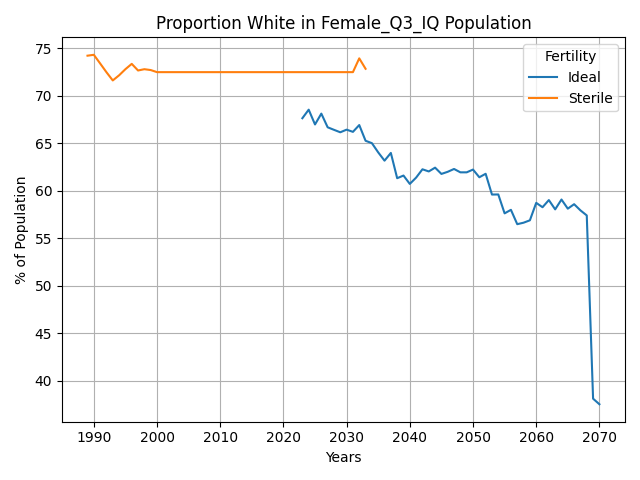 Proportion White in Female_Q3_IQ Population
Fertility
Ideal
Sterile
% of Population
75
70
65
60
55
50
45
40
1990 2000 2010 2020 2030 2040 2050 2060 2070
Years